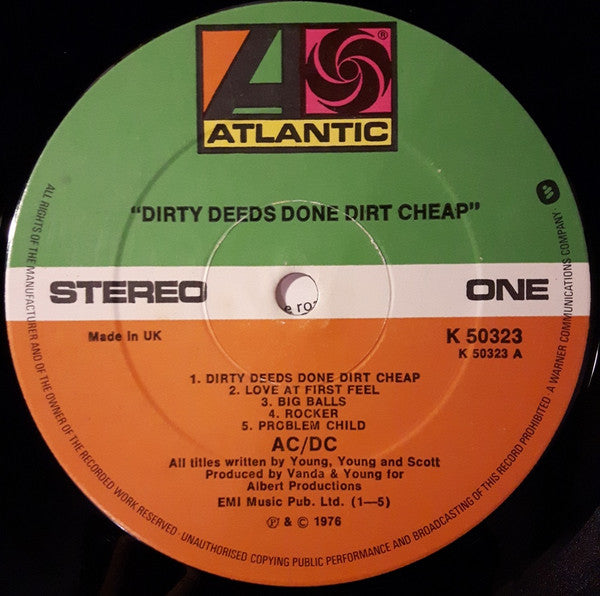 ®
ATLANTIC
"DIRTY DEEDS DONE DIRT CHEAP"
STEREO
ONE
e ro
Made In UK
K 50323
K 50323 A
1. DIRTY DEEDS DONE DIRT CHEAP
2. LOVE AT FIRST FEEL
3. BIG BALLS
4. ROCKER
5. PROBLEM CHILD
AC/DC
All titles written by Young, Young and Scott
Produced by Vanda & Young for
Albert Productions
EMI Music Pub. Ltd. (1—5)
℗ & © 1976
ALL RIGHTS OF THE MANUFACTURER AND OF THE OWNER OF THE RECORDED WORK RESERVED · UNAUTHORISED COPYING PUBLIC PERFORMANCE AND BROADCASTING OF THIS RECORD PROHIBITED · A WARNER COMMUNICATIONS COMPANY